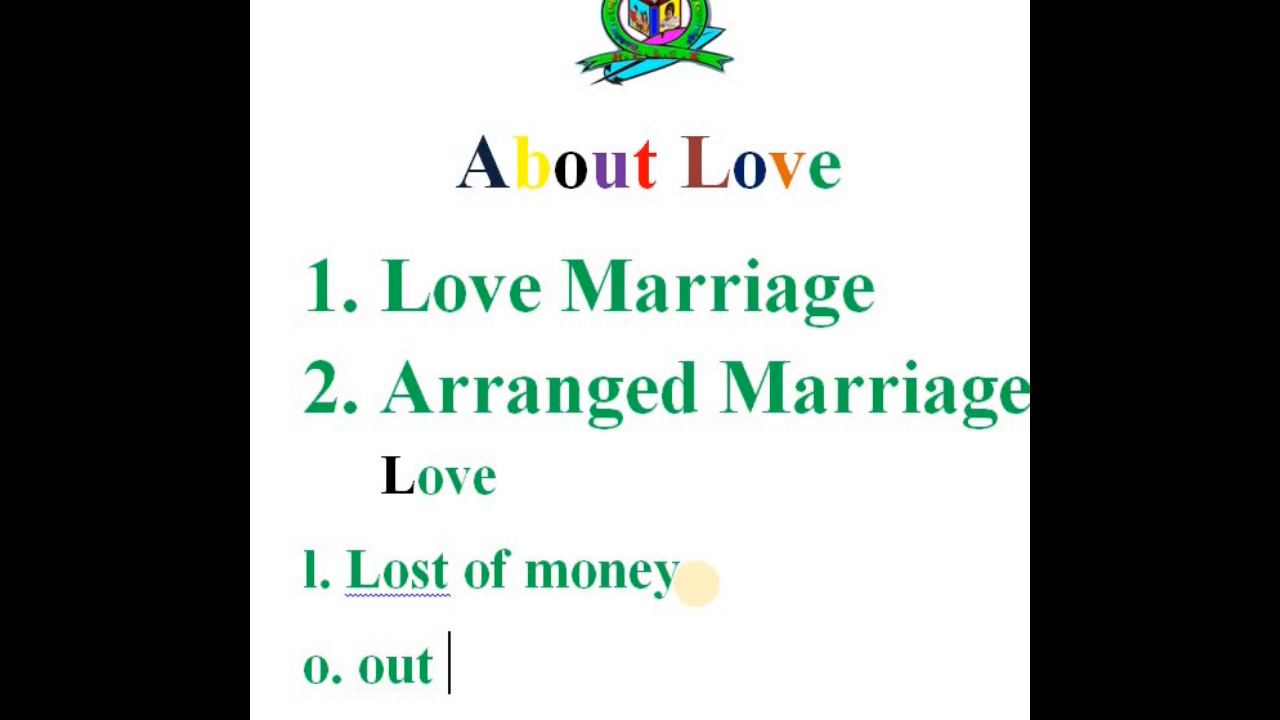 About Love
1. Love Marriage
2. Arranged Marriage
Love
l. Lost of money
o. out